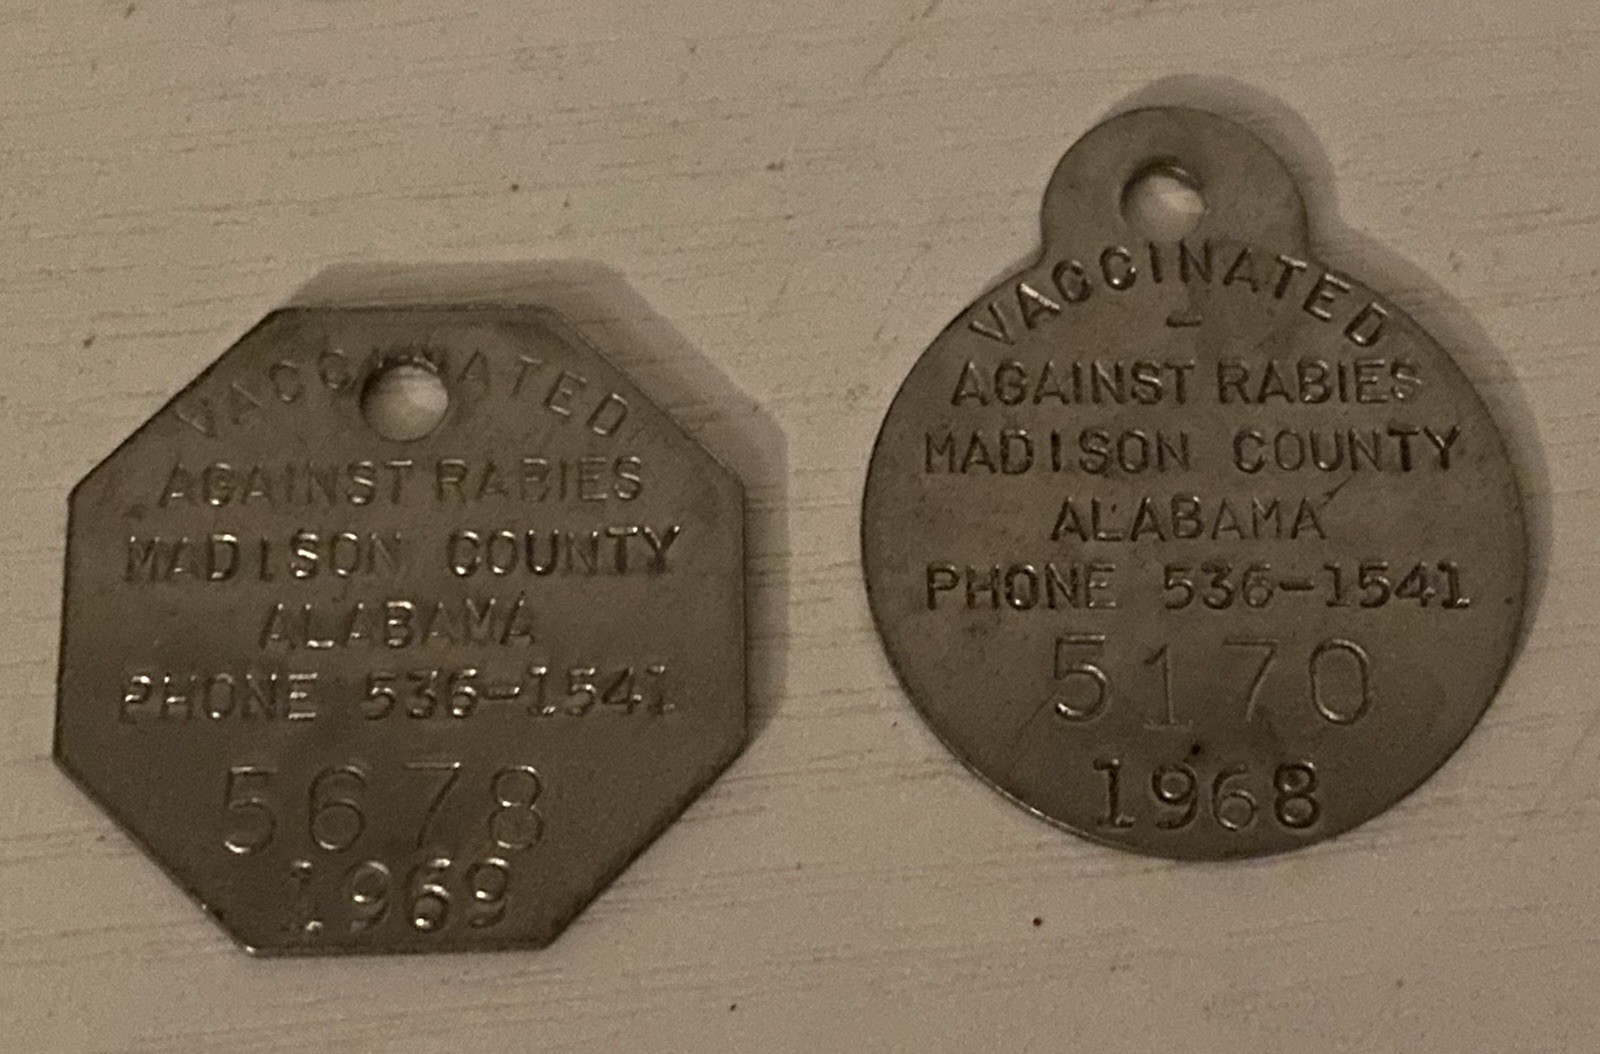 VACCINATED
AGAINST RABIES
MADISON COUNTY
ALABAMA
PHONE 536-1541
5678
1969
VACCINATED
AGAINST RABIES
MADISON COUNTY
ALABAMA
PHONE 536-1541
5170
1968